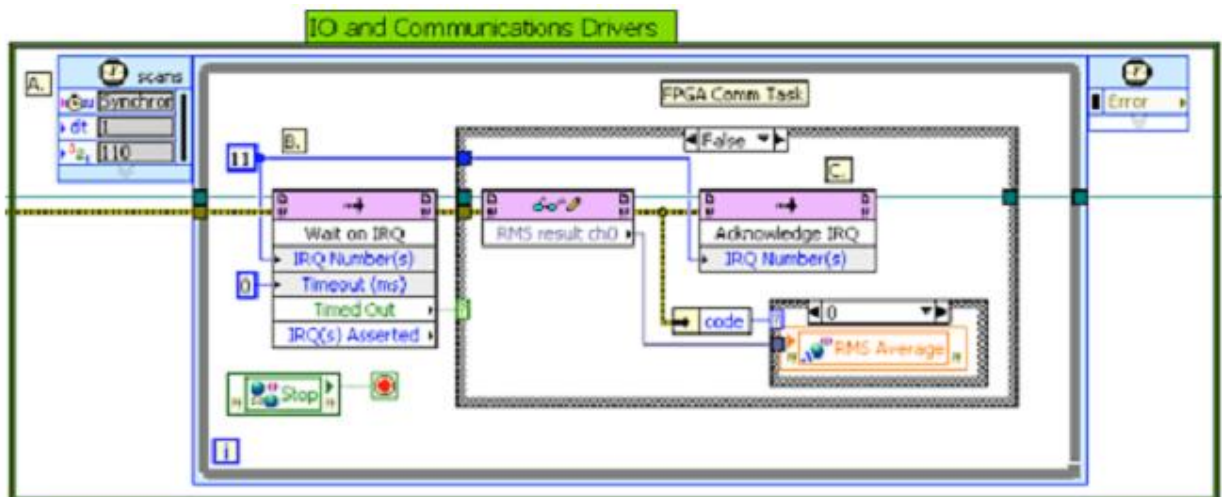 IO and Communications Drivers
A.
scans
Synchror
dt 1
110
Error
FPGA Comm Task
11
B.
False
C.
Wait on IRQ
IRQ Number(s)
0 Timeout (ms)
Timed Out
IRQ(s) Asserted
RMS result ch0
Acknowledge IRQ
IRQ Number(s)
code
0
RMS Average
Stop
i